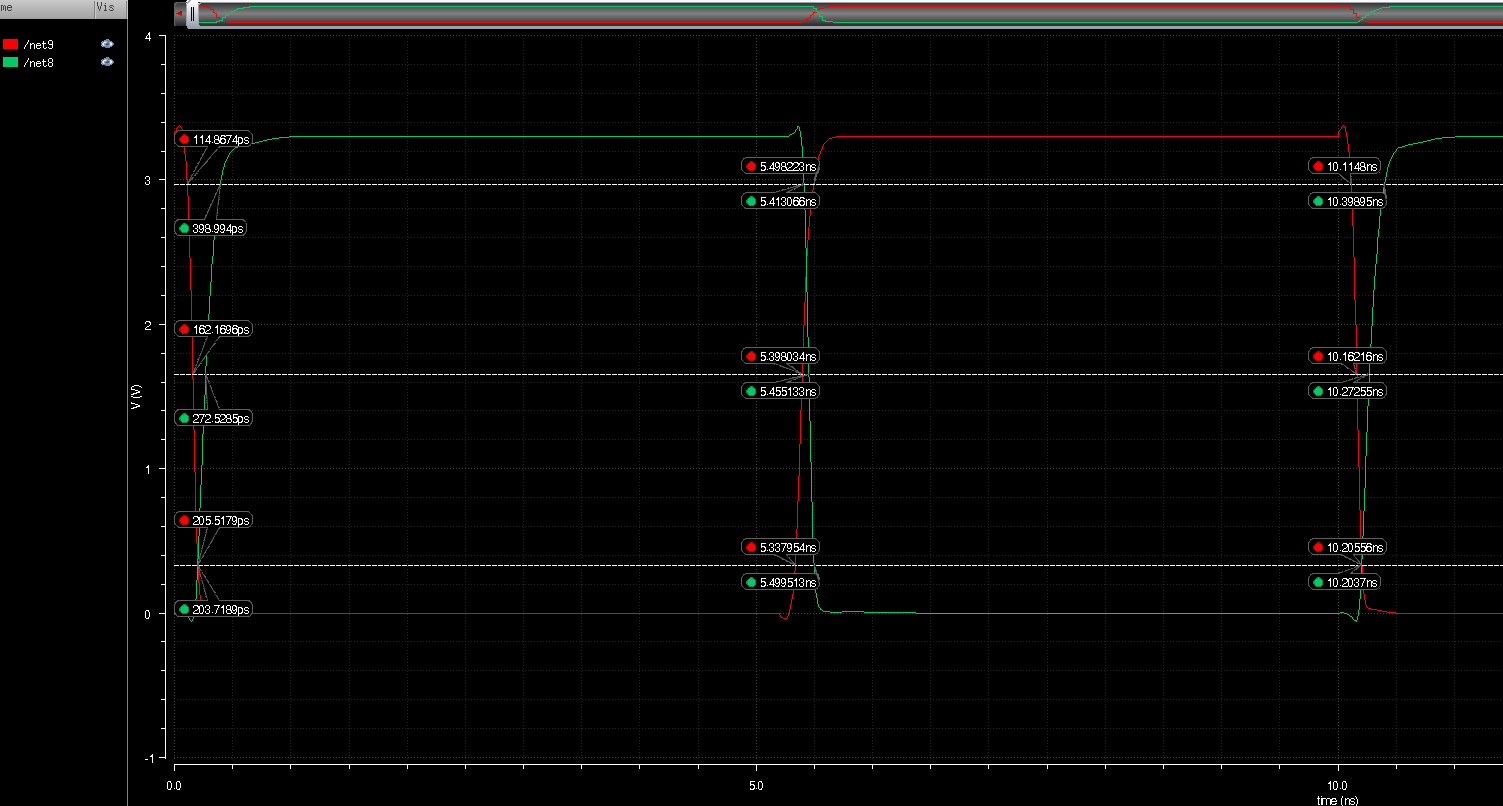 me Vis
/net9
/net8
4
114.8674ps
5.498223ns
10.1148ns
3
5.413066ns
10.39895ns
398.994ps
162.1696ps
2
5.398034ns
10.16216ns
V (V)
5.455133ns
10.27255ns
272.5285ps
1
205.5179ps
5.337954ns
10.20556ns
5.499513ns
10.2037ns
203.7189ps
0
-1
0.0 5.0 10.0
time (ns)